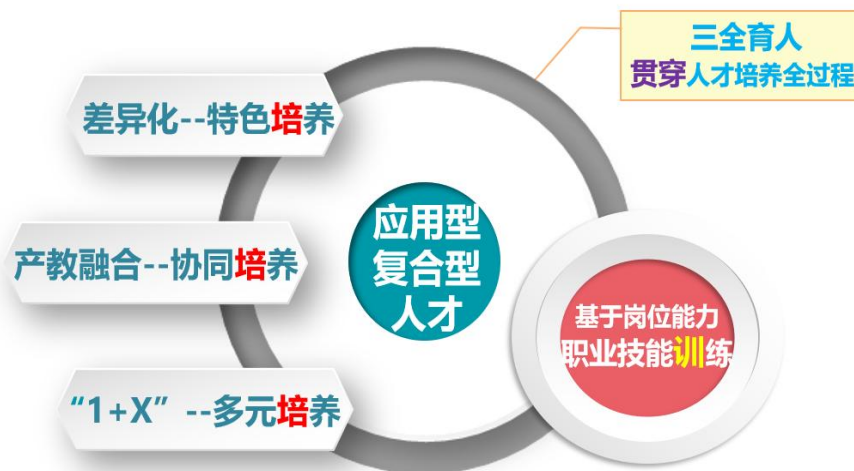 三全育人
贯穿人才培养全过程
差异化--特色培养
产教融合--协同培养
“1+X” --多元培养
应用型
复合型
人才
基于岗位能力
职业技能训练